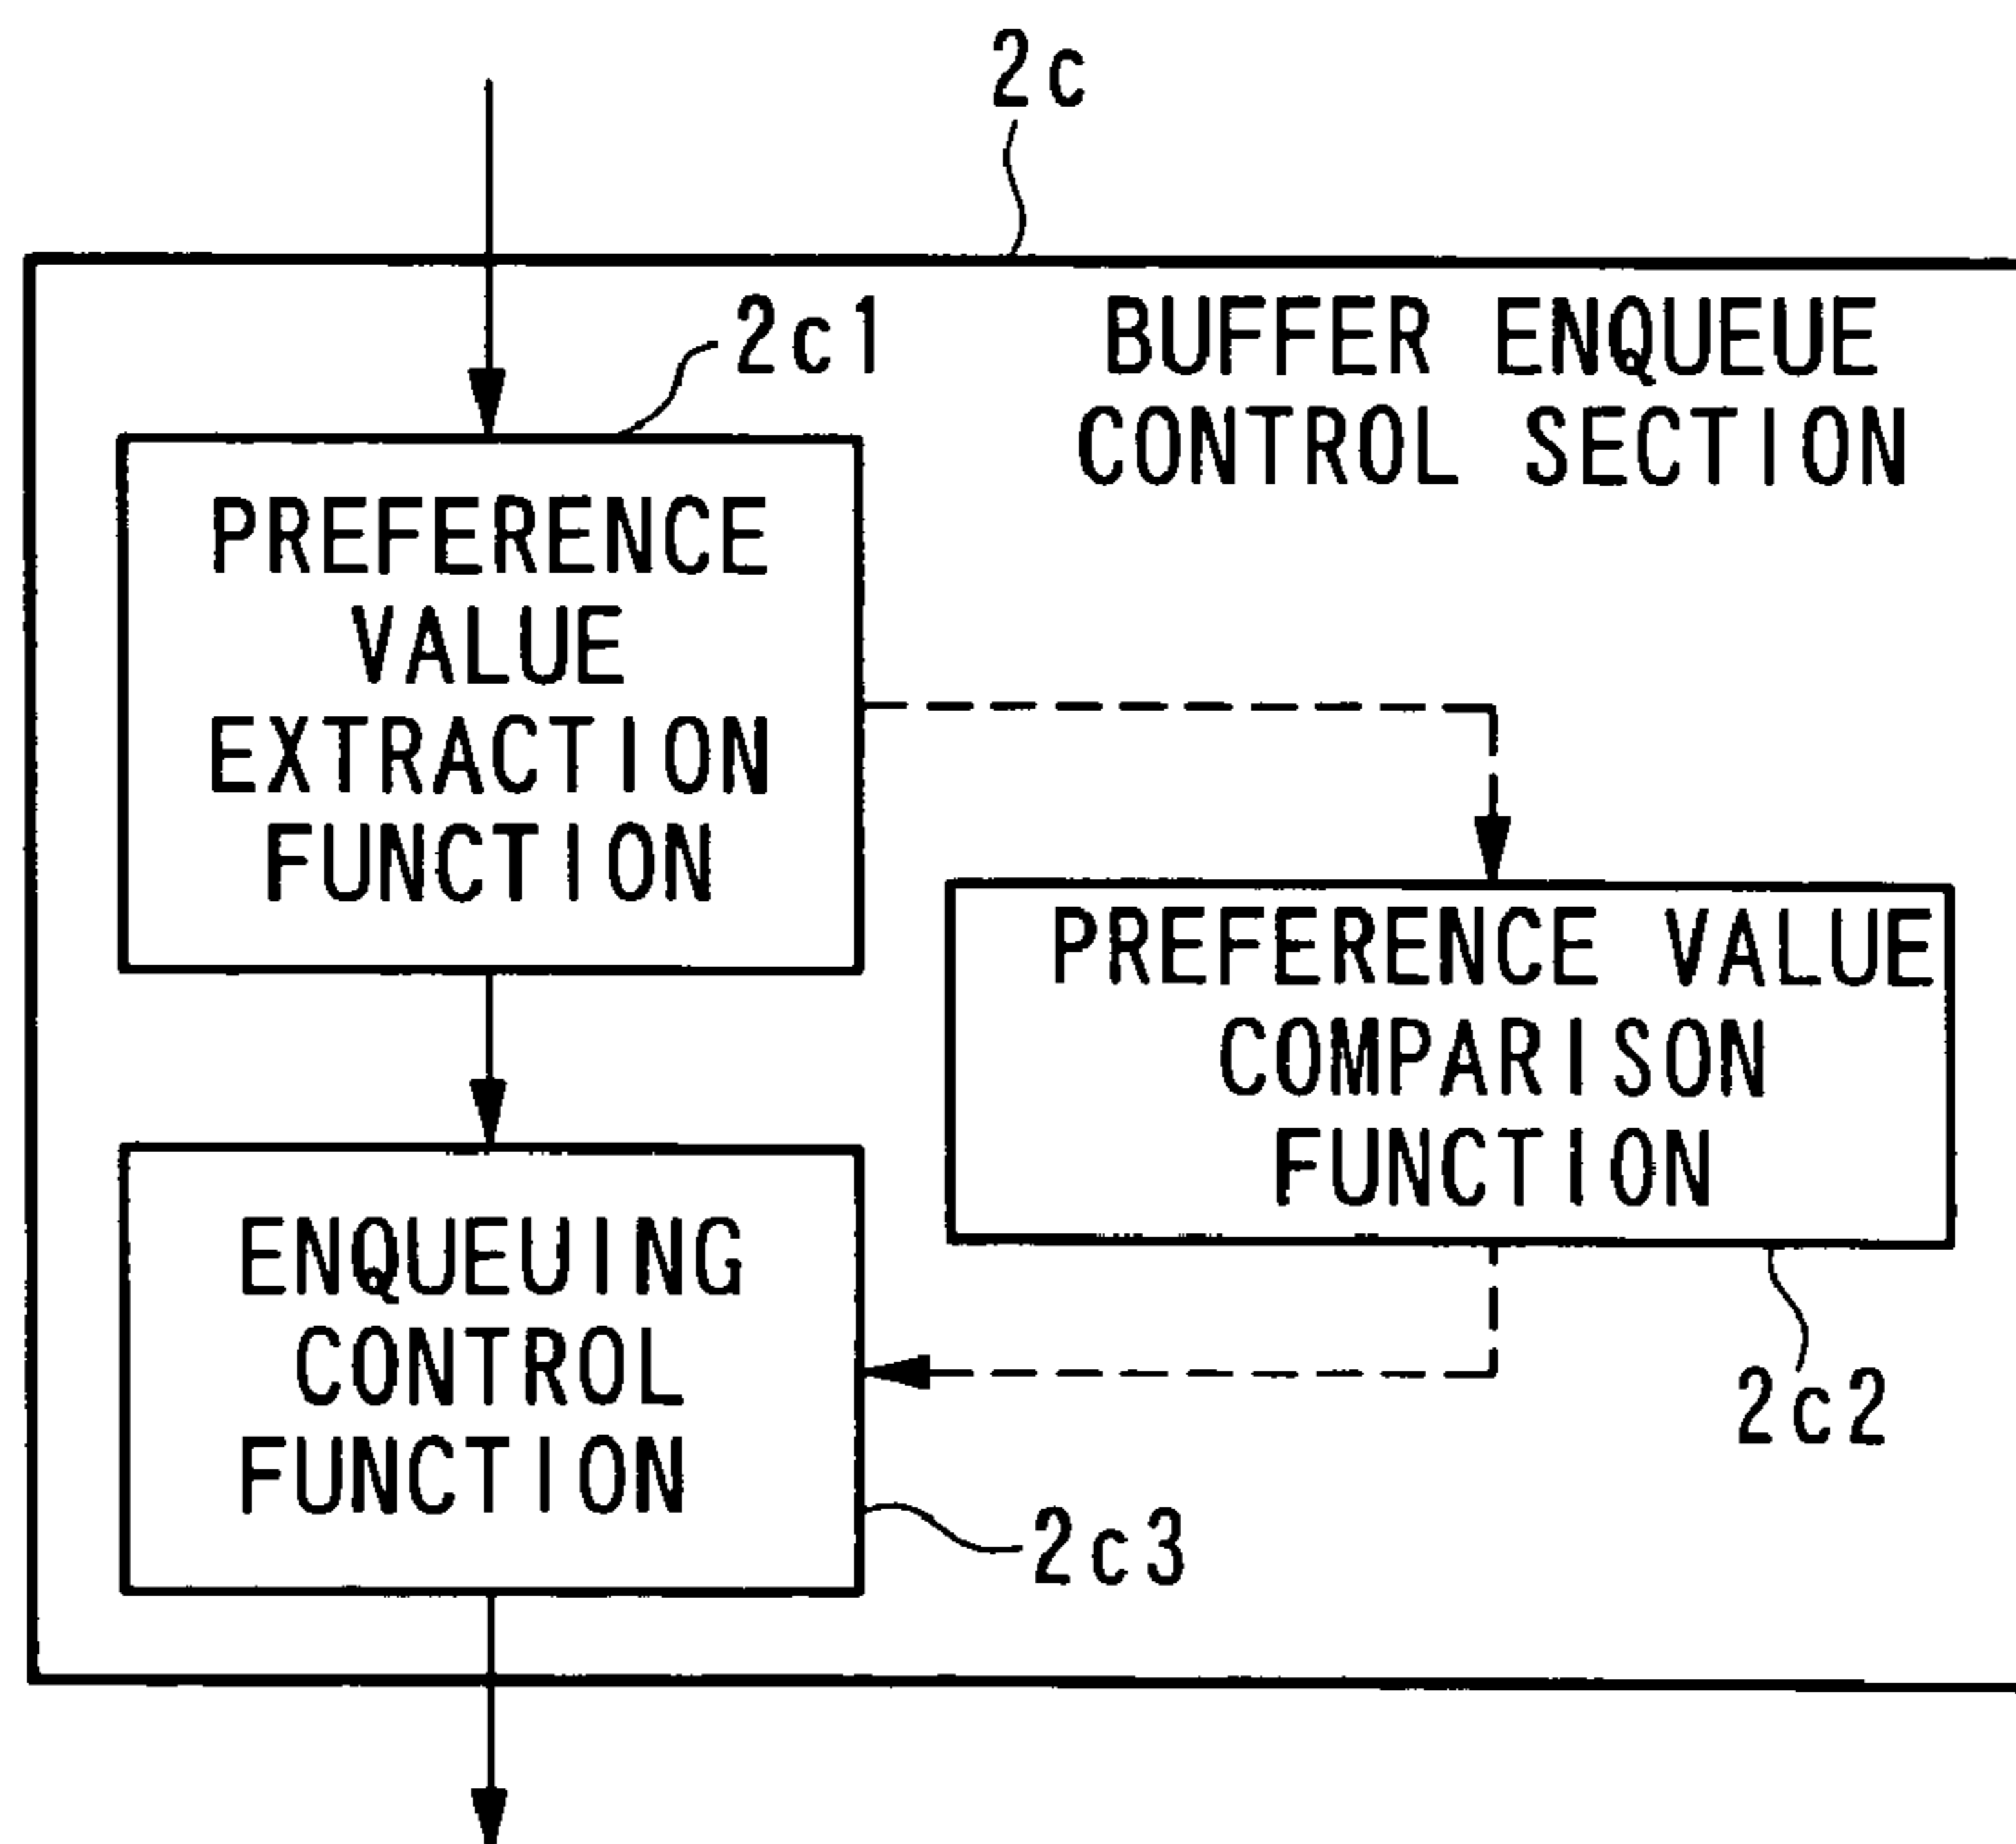 2c
2c1
BUFFER ENQUEUE
CONTROL SECTION
PREFERENCE
VALUE
EXTRACTION
FUNCTION
PREFERENCE VALUE
COMPARISON
FUNCTION
ENQUEUING
CONTROL
FUNCTION
2c2
2c3